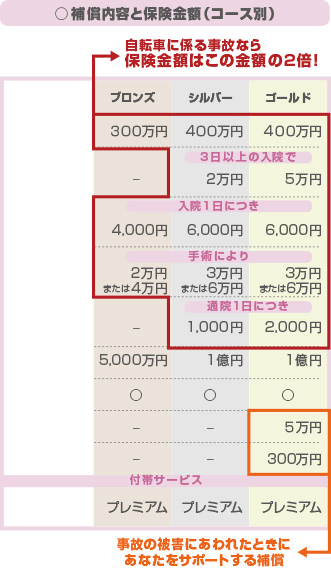 ○ 補償内容と保険金額（コース別）
自転車に係る事故なら
保険金額はこの金額の2倍！
ブロンズ シルバー ゴールド
300万円 400万円 400万円
3日以上の入院で
− 2万円 5万円
入院1日につき
4,000円 6,000円 6,000円
手術により
2万円 3万円 3万円
または4万円 または6万円 または6万円
通院1日につき
− 1,000円 2,000円
5,000万円 1億円 1億円
○ ○ ○
− − 5万円
− − 300万円
付帯サービス
プレミアム プレミアム プレミアム
事故の被害にあわれたときに
あなたをサポートする補償